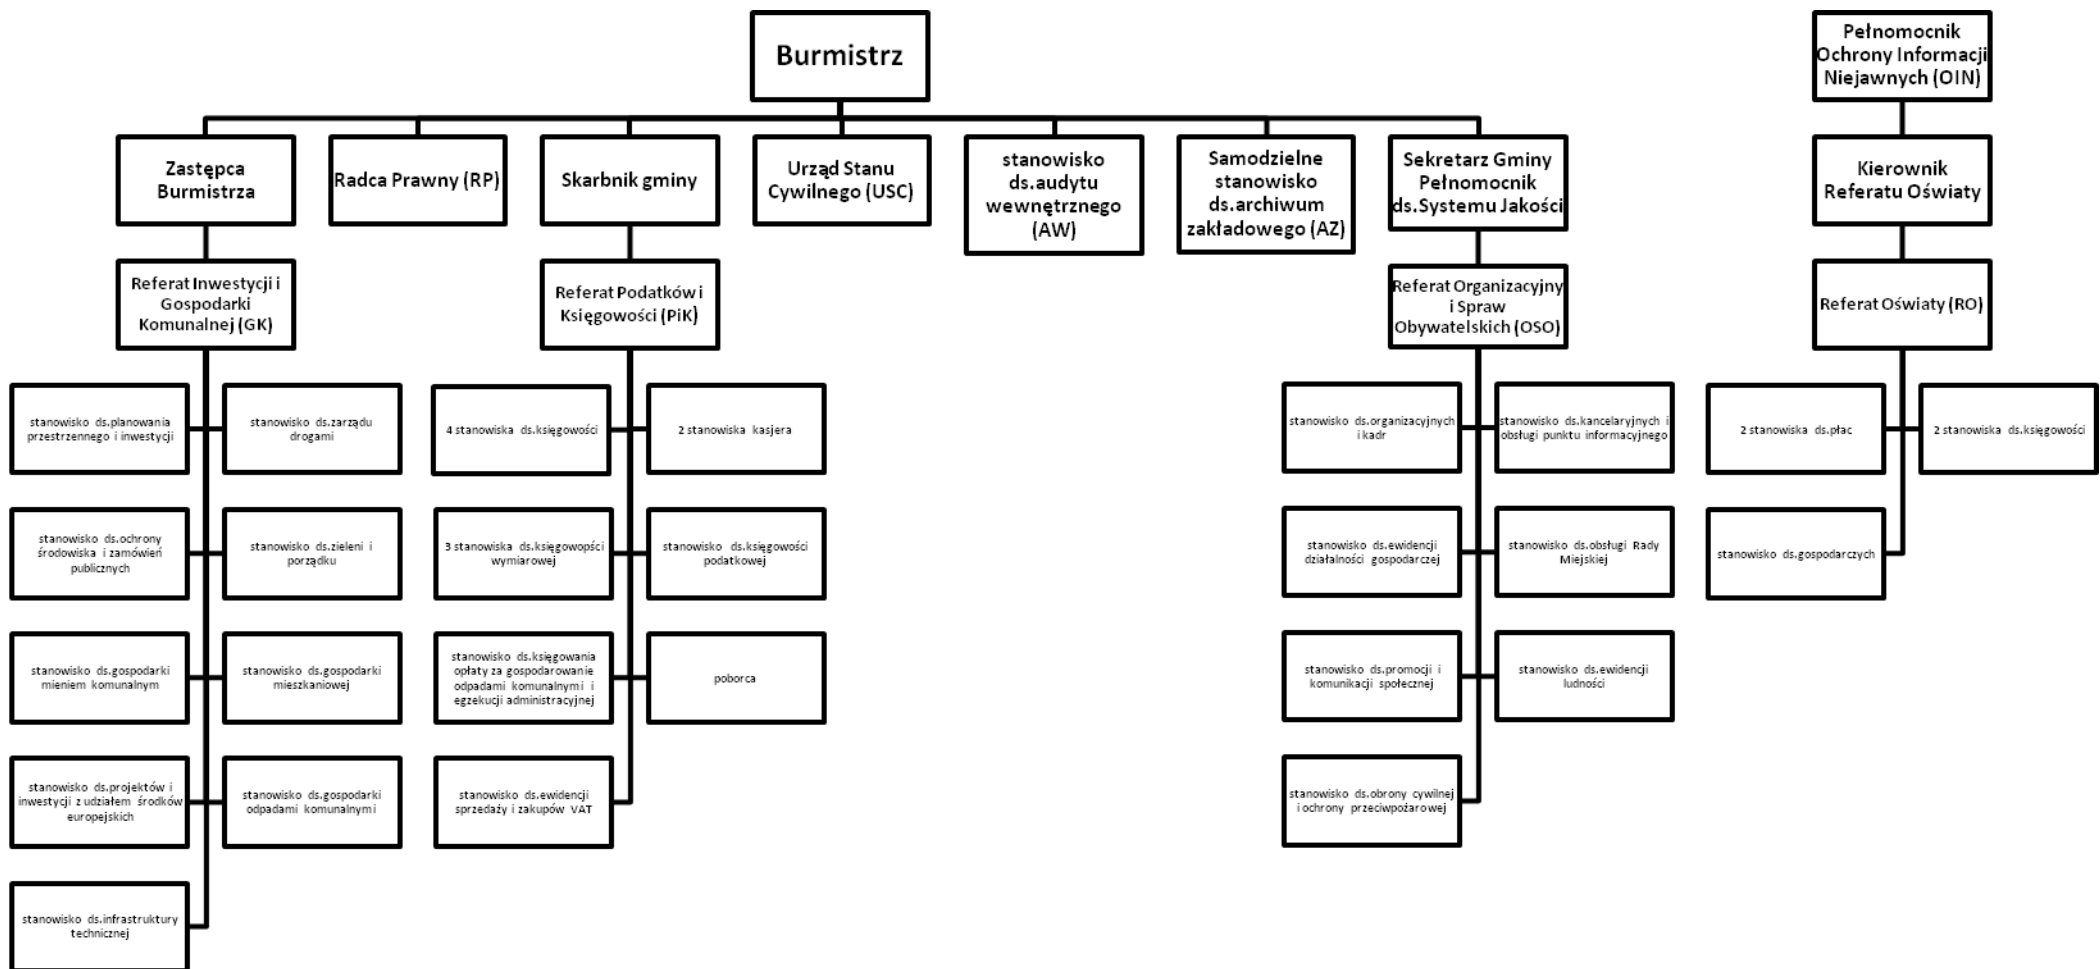 Burmistrz
Pełnomocnik
Ochrony Informacji
Niejawnych (OIN)
Zastępca
Burmistrza
Radca Prawny (RP)
Skarbnik gminy
Urząd Stanu
Cywilnego (USC)
stanowisko
ds.audytu
wewnętrznego
(AW)
Samodzielne
stanowisko
ds.archiwum
zakładowego (AZ)
Sekretarz Gminy
Pełnomocnik
ds.Systemu Jakości
Kierownik
Referatu Oświaty
Referat Inwestycji i
Gospodarki
Komunalnej (GK)
Referat Podatków i
Księgowości (PiK)
Referat Organizacyjny
i Spraw
Obywatelskich (OSO)
Referat Oświaty (RO)
stanowisko ds.planowania
przestrzennego i inwestycji
stanowisko ds.zarządu
drogami
4 stanowiska ds.księgowości
2 stanowiska kasjera
stanowisko ds.organizacyjnych
i kadr
stanowisko ds.kancelaryjnych i
obsługi punktu informacyjnego
2 stanowiska ds.płac
2 stanowiska ds.księgowości
stanowisko ds.ochrony
środowiska i zamówień
publicznych
stanowisko ds.zieleni i
porządku
3 stanowiska ds.księgowopści
wymiarowej
stanowisko ds.księgowości
podatkowej
stanowisko ds.ewidencji
działalności gospodarczej
stanowisko ds.obsługi Rady
Miejskiej
stanowisko ds.gospodarczych
stanowisko ds.gospodarki
mieniem komunalnym
stanowisko ds.gospodarki
mieszkaniowej
stanowisko ds.księgowania
opłaty za gospodarowanie
odpadami komunalnymi i
egzekucji administracyjnej
poborca
stanowisko ds.promocji i
komunikacji społecznej
stanowisko ds.ewidencji
ludności
stanowisko ds.projektów i
inwestycji z udziałem środków
europejskich
stanowisko ds.gospodarki
odpadami komunalnymi
stanowisko ds.ewidencji
sprzedaży i zakupów VAT
stanowisko ds.obrony cywilnej
i ochrony przeciwpożarowej
stanowisko ds.infrastruktury
technicznej